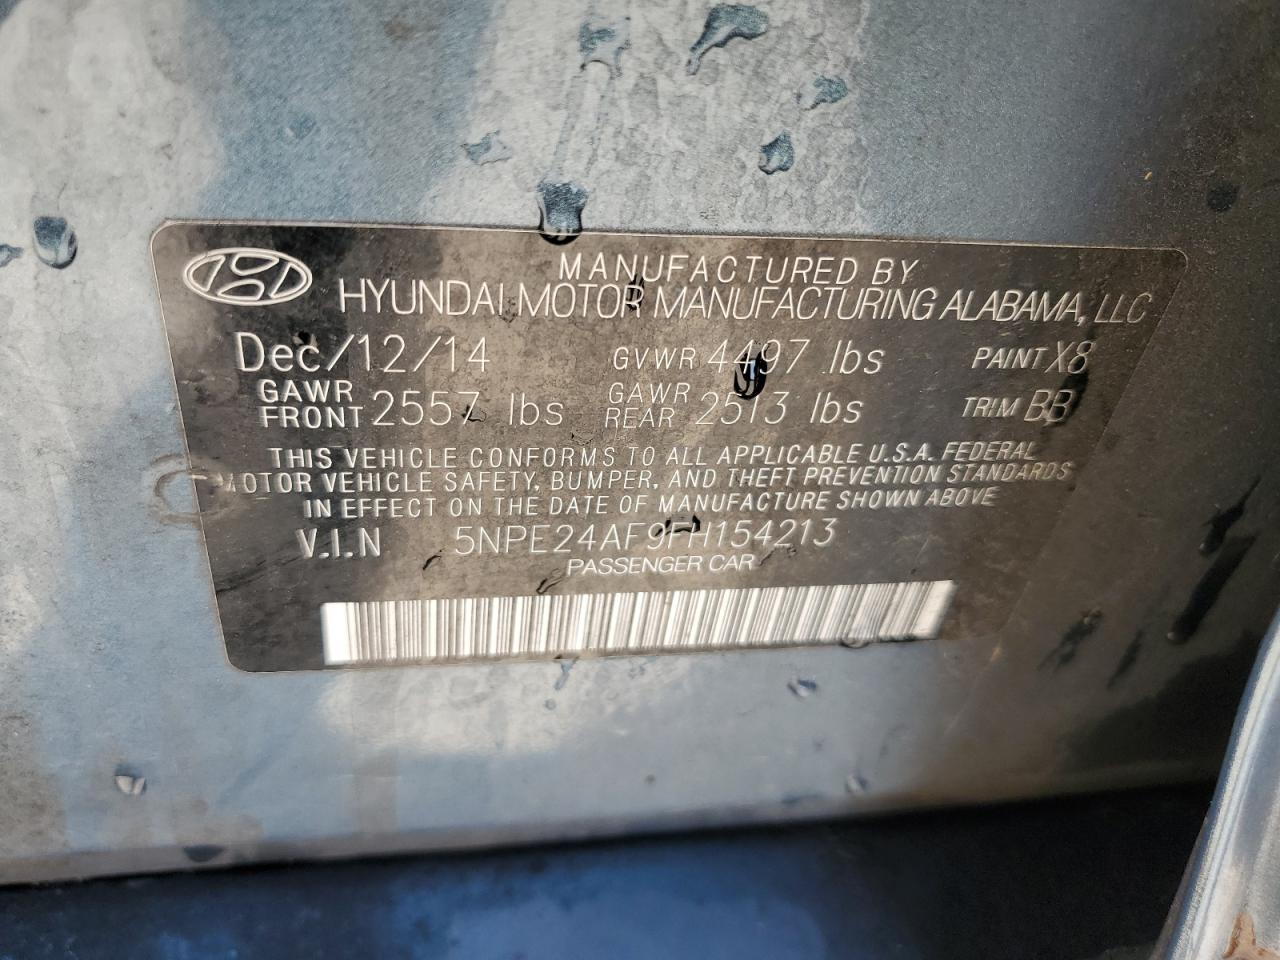 MANUFACTURED BY
HYUNDAI MOTOR MANUFACTURING ALABAMA, LLC
Dec/12/14 GVWR 4497 lbs PAINT X8
GAWR FRONT 2557 lbs GAWR REAR 2513 lbs TRIM BB
THIS VEHICLE CONFORMS TO ALL APPLICABLE U.S.A. FEDERAL
MOTOR VEHICLE SAFETY, BUMPER, AND THEFT PREVENTION STANDARDS
IN EFFECT ON THE DATE OF MANUFACTURE SHOWN ABOVE
V.I.N 5NPE24AF9FH154213
PASSENGER CAR